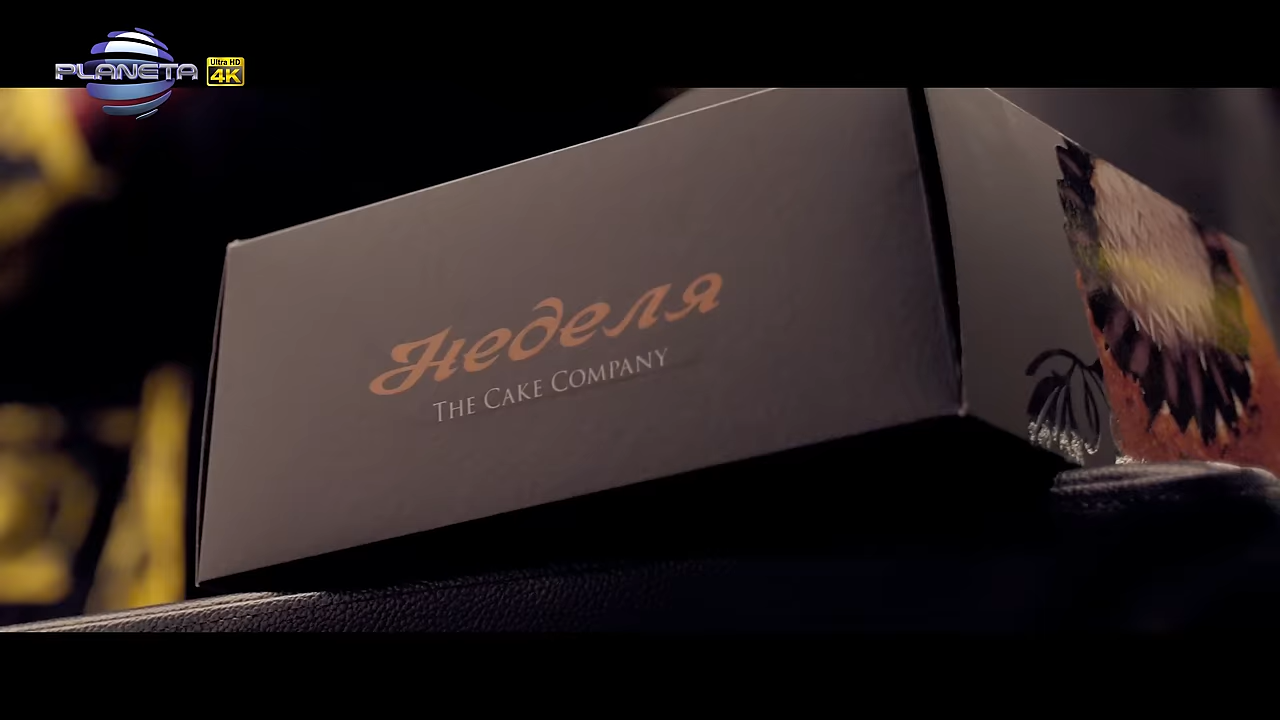 PLANETA
Ultra HD
4K
Неделя
THE CAKE COMPANY